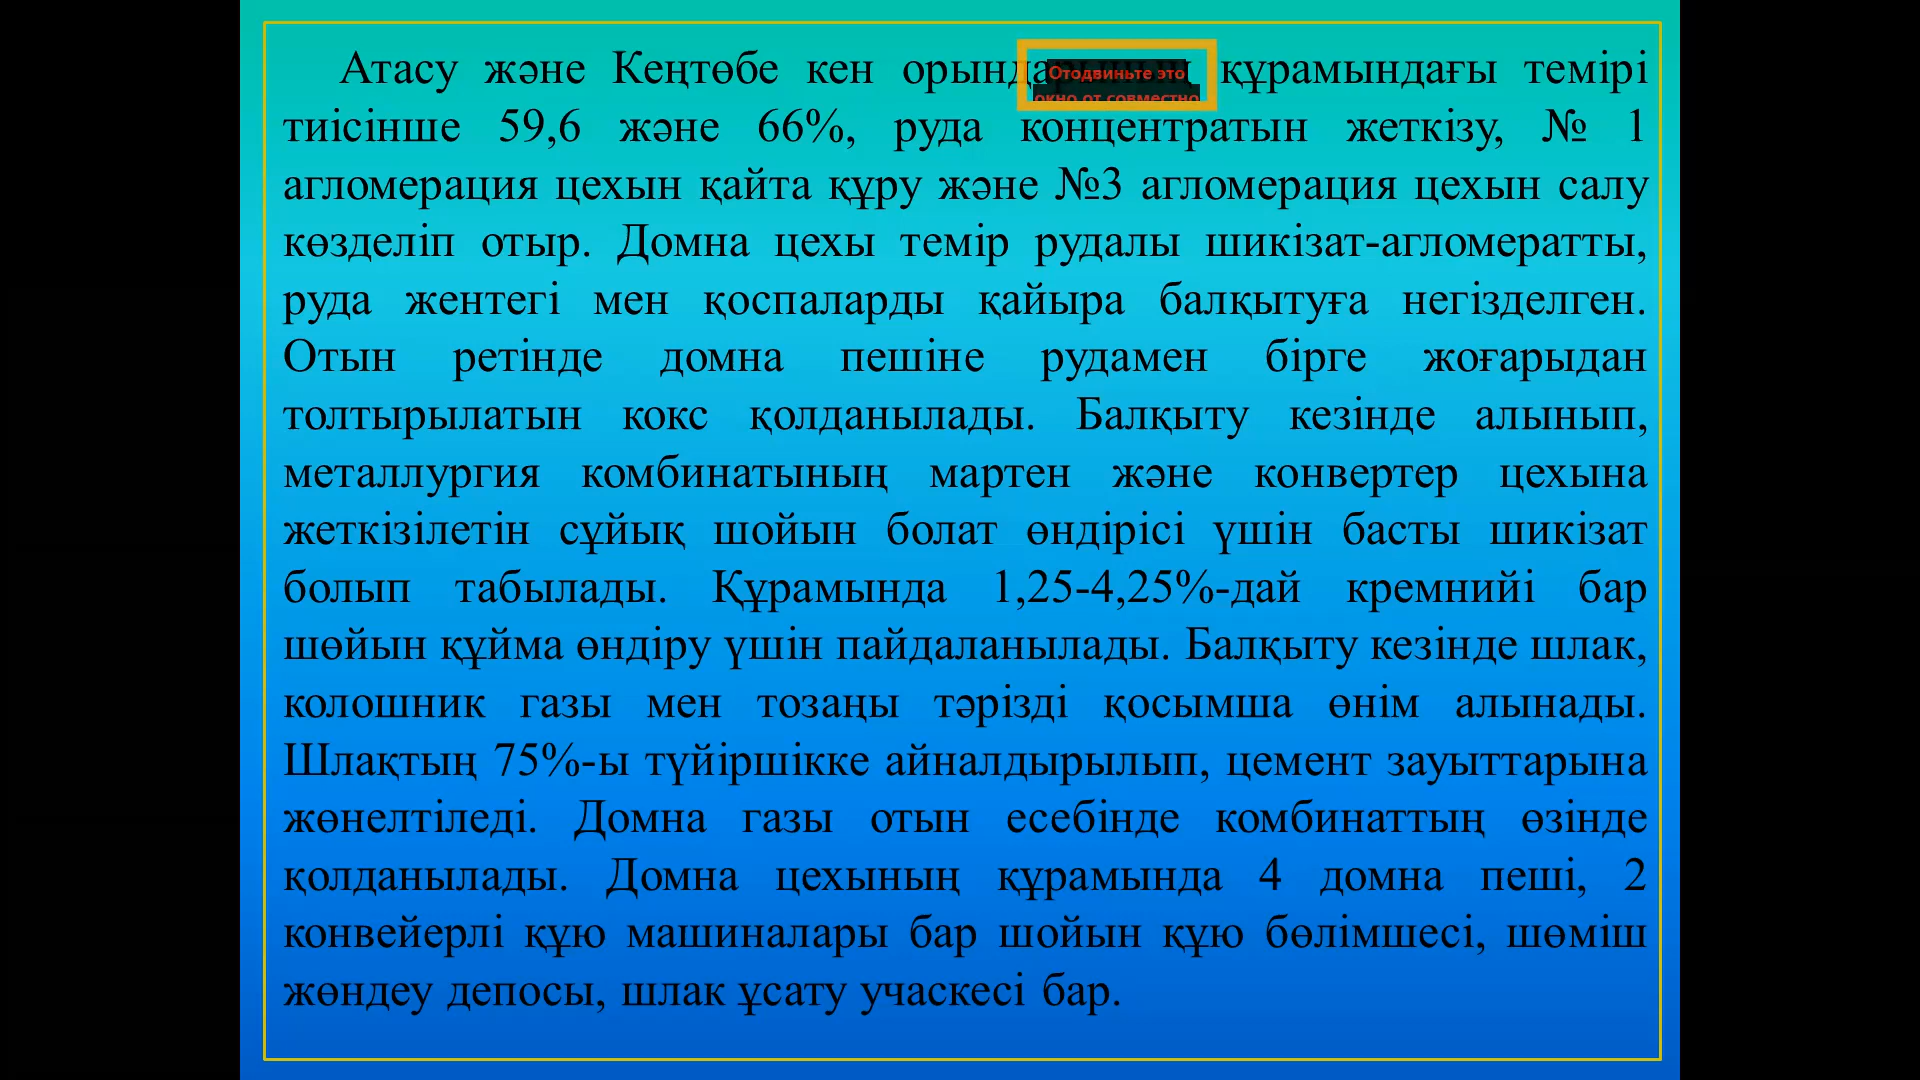 Атасу және Кеңтөбе кен құрамындағы темірі
Отодвиньте это
окно от совместно
тиісінше 59,6 және 66%, руда концентратын жеткізу, № 1
агломерация цехын қайта құру және №3 агломерация цехын салу
көзделіп отыр. Домна цехы темір рудалы шикізат-агломератты,
руда жентегі мен қоспаларды қайыра балқытуға негізделген.
Отын ретінде домна пешіне рудамен бірге жоғарыдан
толтырылатын кокс қолданылады. Балқыту кезінде алынып,
металлургия комбинатының мартен және конвертер цехына
жеткізілетін сұйық шойын болат өндірісі үшін басты шикізат
болып табылады. Құрамында 1,25-4,25%-дай кремнийі бар
шөйын құйма өндіру үшін пайдаланылады. Балқыту кезінде шлак,
колошник газы мен тозаңы тәрізді қосымша өнім алынады.
Шлақтың 75%-ы түйіршікке айналдырылып, цемент зауыттарына
жөнелтіледі. Домна газы отын есебінде комбинаттың өзінде
қолданылады. Домна цехының құрамында 4 домна пеші, 2
конвейерлі құю машиналары бар шойын құю бөлімшесі, шөміш
жөндеу депосы, шлак ұсату учаскесі бар.